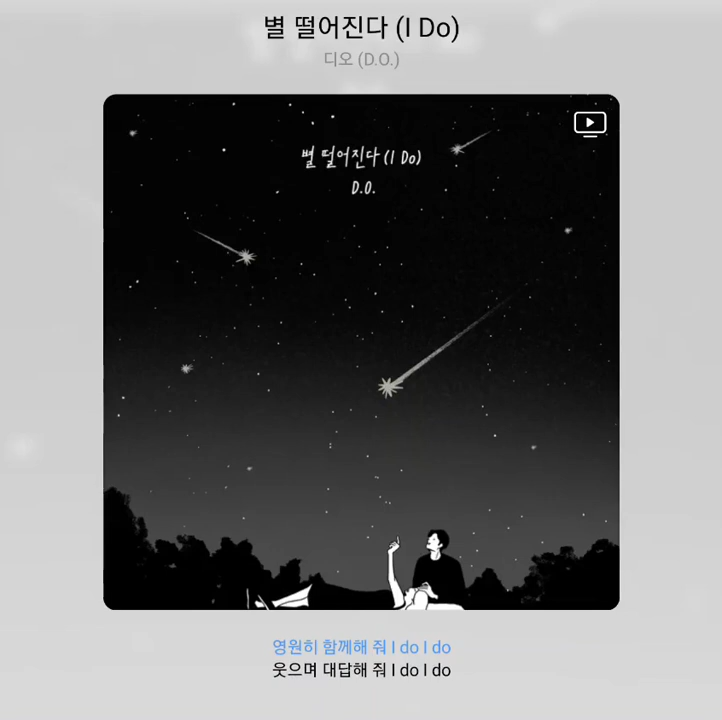 별 떨어진다 (I Do)
디오 (D.O.)
별 떨어진다 (I Do)
D.O.
영원히 함께해 줘 I do I do
웃으며 대답해 줘 I do I do